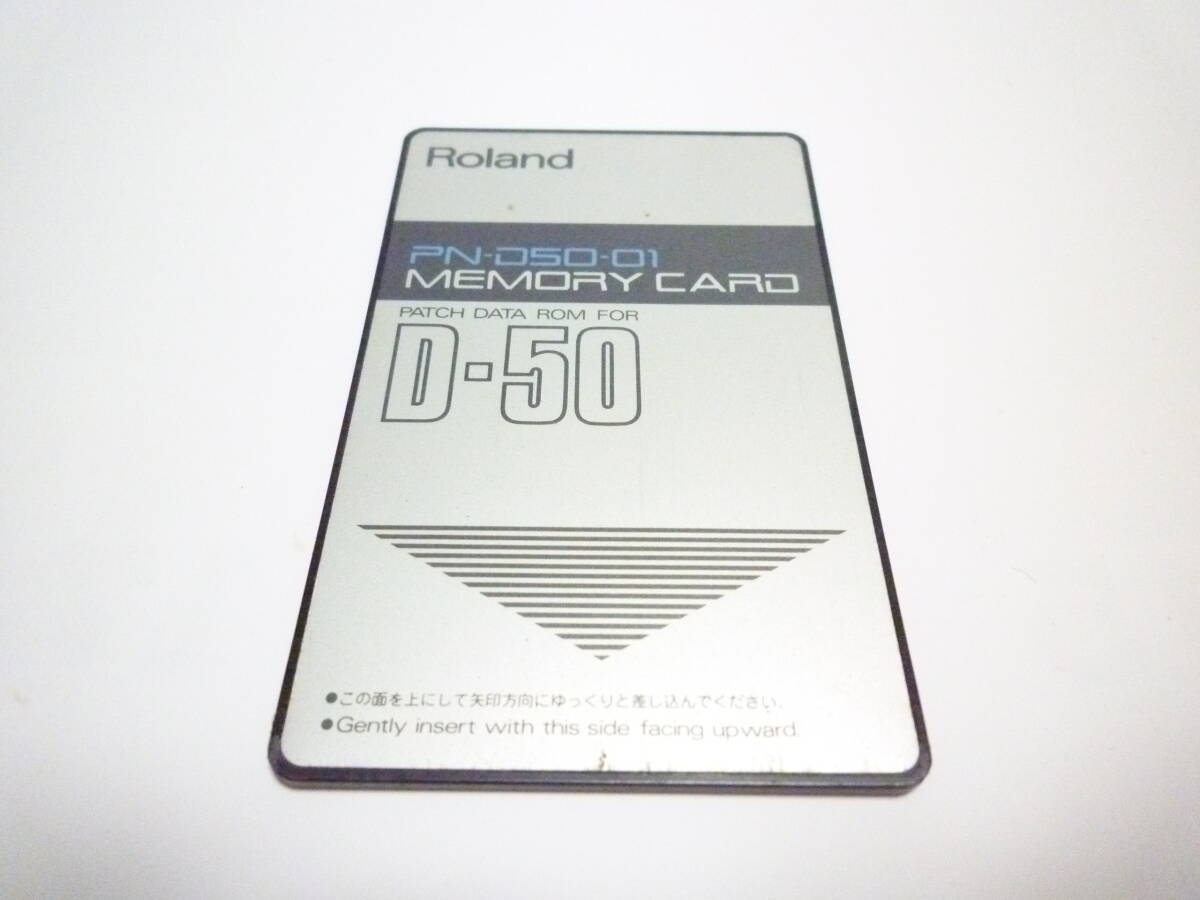 Roland
PN-D50-01
MEMORY CARD
PATCH DATA ROM FOR
D-50
●この面を上にして矢印方向にゆっくりと差し込んでください。
●Gently insert with this side facing upward.